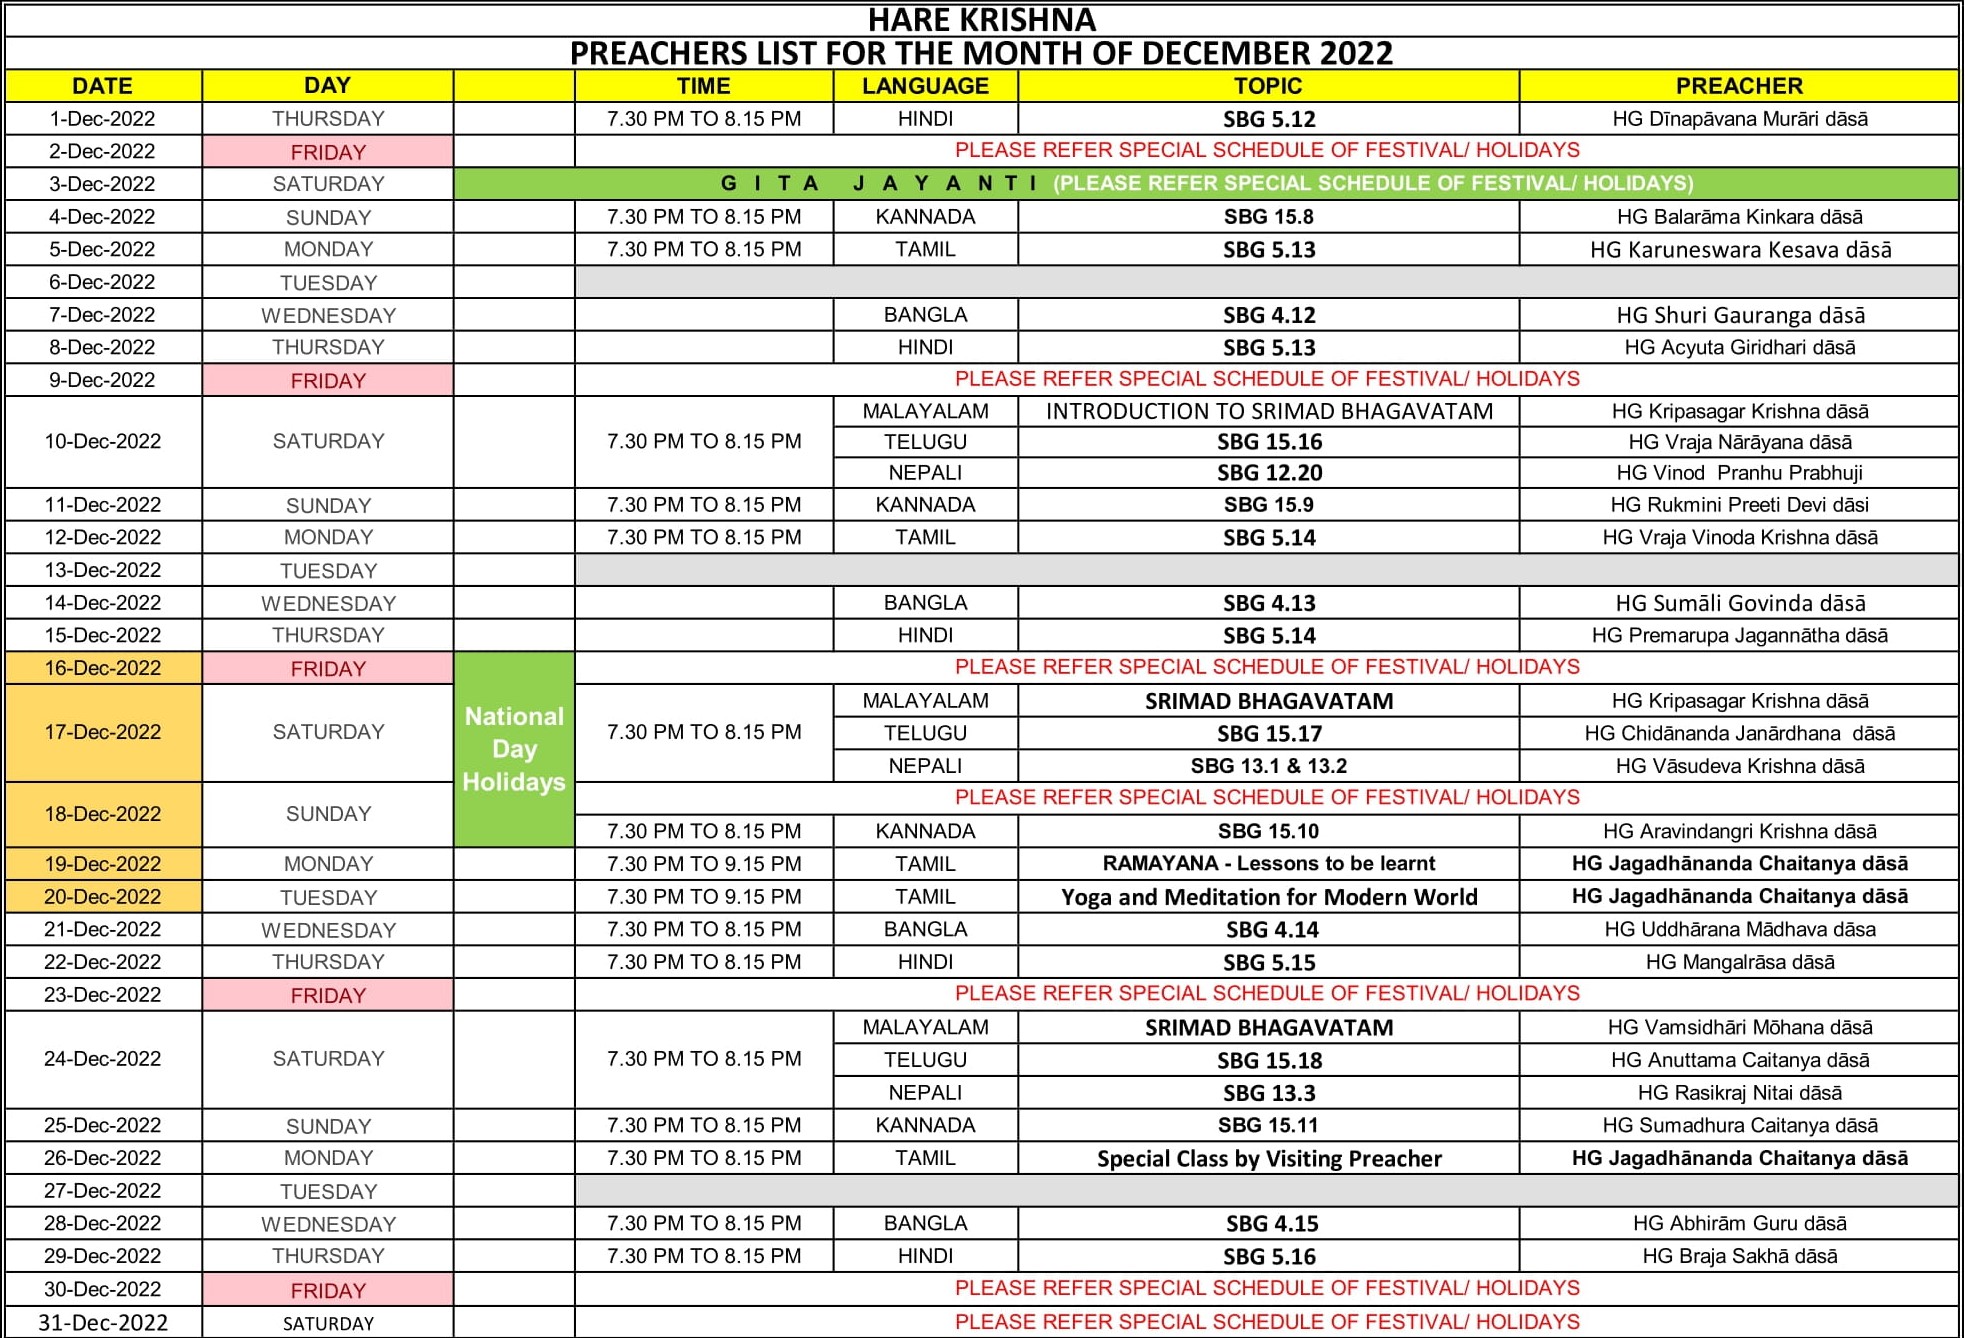 HARE KRISHNA
PREACHERS LIST FOR THE MONTH OF DECEMBER 2022
DATE DAY TIME LANGUAGE TOPIC PREACHER
1-Dec-2022 THURSDAY 7.30 PM TO 8.15 PM HINDI SBG 5.12 HG Dīnapāvana Murāri dāsā
2-Dec-2022 FRIDAY PLEASE REFER SPECIAL SCHEDULE OF FESTIVAL/ HOLIDAYS
3-Dec-2022 SATURDAY G I T A J A Y A N T I (PLEASE REFER SPECIAL SCHEDULE OF FESTIVAL/ HOLIDAYS)
4-Dec-2022 SUNDAY 7.30 PM TO 8.15 PM KANNADA SBG 15.8 HG Balarāma Kinkara dāsā
5-Dec-2022 MONDAY 7.30 PM TO 8.15 PM TAMIL SBG 5.13 HG Karuneswara Kesava dāsā
6-Dec-2022 TUESDAY
7-Dec-2022 WEDNESDAY BANGLA SBG 4.12 HG Shuri Gauranga dāsā
8-Dec-2022 THURSDAY HINDI SBG 5.13 HG Acyuta Giridhari dāsā
9-Dec-2022 FRIDAY PLEASE REFER SPECIAL SCHEDULE OF FESTIVAL/ HOLIDAYS
MALAYALAM INTRODUCTION TO SRIMAD BHAGAVATAM HG Kripasagar Krishna dāsā
10-Dec-2022 SATURDAY 7.30 PM TO 8.15 PM TELUGU SBG 15.16 HG Vraja Nārāyana dāsā
NEPALI SBG 12.20 HG Vinod Pranhu Prabhuji
11-Dec-2022 SUNDAY 7.30 PM TO 8.15 PM KANNADA SBG 15.9 HG Rukmini Preeti Devi dāsi
12-Dec-2022 MONDAY 7.30 PM TO 8.15 PM TAMIL SBG 5.14 HG Vraja Vinoda Krishna dāsā
13-Dec-2022 TUESDAY
14-Dec-2022 WEDNESDAY BANGLA SBG 4.13 HG Sumāli Govinda dāsā
15-Dec-2022 THURSDAY HINDI SBG 5.14 HG Premarupa Jagannātha dāsā
16-Dec-2022 FRIDAY PLEASE REFER SPECIAL SCHEDULE OF FESTIVAL/ HOLIDAYS
National
Day
Holidays
MALAYALAM SRIMAD BHAGAVATAM HG Kripasagar Krishna dāsā
17-Dec-2022 SATURDAY 7.30 PM TO 8.15 PM TELUGU SBG 15.17 HG Chidānanda Janārdhana dāsā
NEPALI SBG 13.1 & 13.2 HG Vāsudeva Krishna dāsā
PLEASE REFER SPECIAL SCHEDULE OF FESTIVAL/ HOLIDAYS
18-Dec-2022 SUNDAY 7.30 PM TO 8.15 PM KANNADA SBG 15.10 HG Aravindangri Krishna dāsā
19-Dec-2022 MONDAY 7.30 PM TO 9.15 PM TAMIL RAMAYANA - Lessons to be learnt HG Jagadhānanda Chaitanya dāsā
20-Dec-2022 TUESDAY 7.30 PM TO 9.15 PM TAMIL Yoga and Meditation for Modern World HG Jagadhānanda Chaitanya dāsā
21-Dec-2022 WEDNESDAY 7.30 PM TO 8.15 PM BANGLA SBG 4.14 HG Uddhārana Mādhava dāsa
22-Dec-2022 THURSDAY 7.30 PM TO 8.15 PM HINDI SBG 5.15 HG Mangalrāsa dāsā
23-Dec-2022 FRIDAY PLEASE REFER SPECIAL SCHEDULE OF FESTIVAL/ HOLIDAYS
MALAYALAM SRIMAD BHAGAVATAM HG Vamsidhāri Mōhana dāsā
24-Dec-2022 SATURDAY 7.30 PM TO 8.15 PM TELUGU SBG 15.18 HG Anuttama Caitanya dāsā
NEPALI SBG 13.3 HG Rasikraj Nitai dāsā
25-Dec-2022 SUNDAY 7.30 PM TO 8.15 PM KANNADA SBG 15.11 HG Sumadhura Caitanya dāsā
26-Dec-2022 MONDAY 7.30 PM TO 8.15 PM TAMIL Special Class by Visiting Preacher HG Jagadhānanda Chaitanya dāsā
27-Dec-2022 TUESDAY
28-Dec-2022 WEDNESDAY 7.30 PM TO 8.15 PM BANGLA SBG 4.15 HG Abhirām Guru dāsā
29-Dec-2022 THURSDAY 7.30 PM TO 8.15 PM HINDI SBG 5.16 HG Braja Sakhā dāsā
30-Dec-2022 FRIDAY PLEASE REFER SPECIAL SCHEDULE OF FESTIVAL/ HOLIDAYS
31-Dec-2022 SATURDAY PLEASE REFER SPECIAL SCHEDULE OF FESTIVAL/ HOLIDAYS